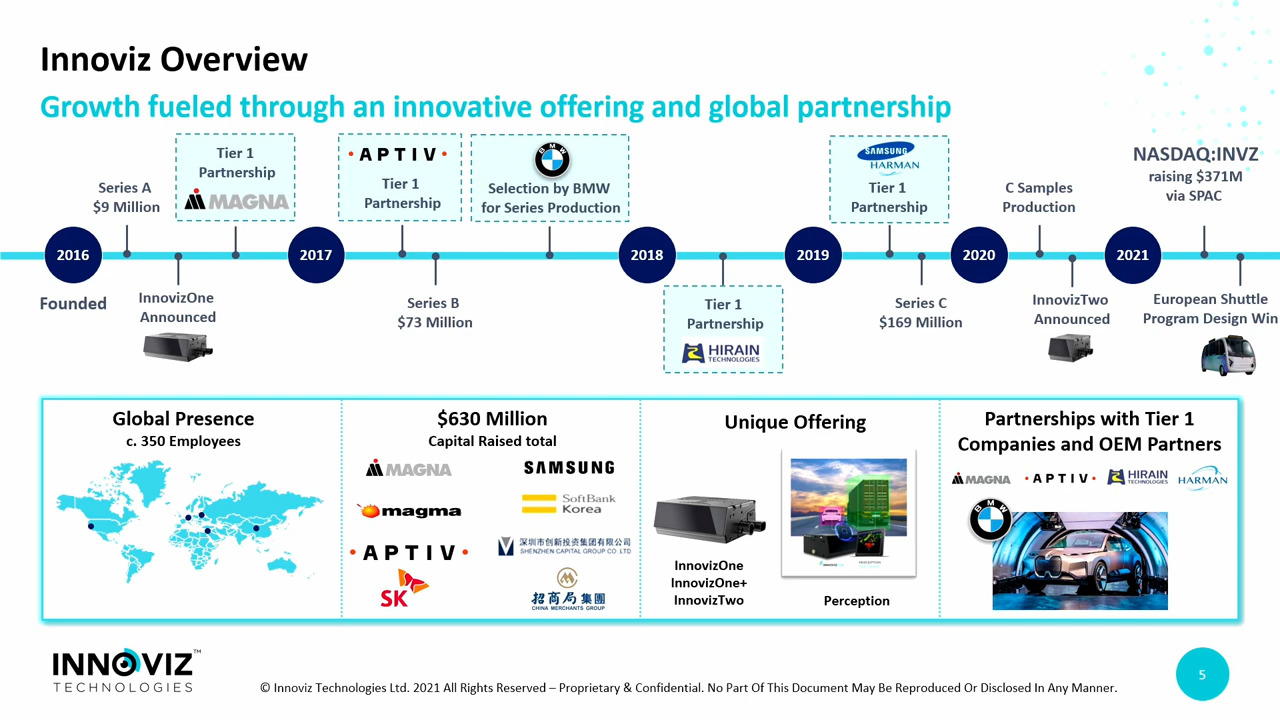 Innoviz Overview
Growth fueled through an innovative offering and global partnership
Series A
$9 Million
Tier 1
Partnership
MAGNA
APTIV
Tier 1
Partnership
BMW
Selection by BMW
for Series Production
SAMSUNG
HARMAN
Tier 1
Partnership
C Samples
Production
NASDAQ:INVZ
raising $371M
via SPAC
2016
2017
2018
2019
2020
2021
Founded
InnovizOne
Announced
Series B
$73 Million
Tier 1
Partnership
HIRAIN
TECHNOLOGIES
Series C
$169 Million
InnovizTwo
Announced
European Shuttle
Program Design Win
Global Presence
c. 350 Employees
$630 Million
Capital Raised total
MAGNA
SAMSUNG
magma
SoftBank
Korea
APTIV
深圳市创新投资集团有限公司
SHENZHEN CAPITAL GROUP CO LTD
SK
招商局集團
CHINA MERCHANTS GROUP
Unique Offering
InnovizOne
InnovizOne+
InnovizTwo
Perception
Partnerships with Tier 1
Companies and OEM Partners
MAGNA
APTIV
HIRAIN
TECHNOLOGIES
HARMAN
BMW
INNOVIZ™
TECHNOLOGIES
© Innoviz Technologies Ltd. 2021 All Rights Reserved – Proprietary & Confidential. No Part Of This Document May Be Reproduced Or Disclosed In Any Manner.
5